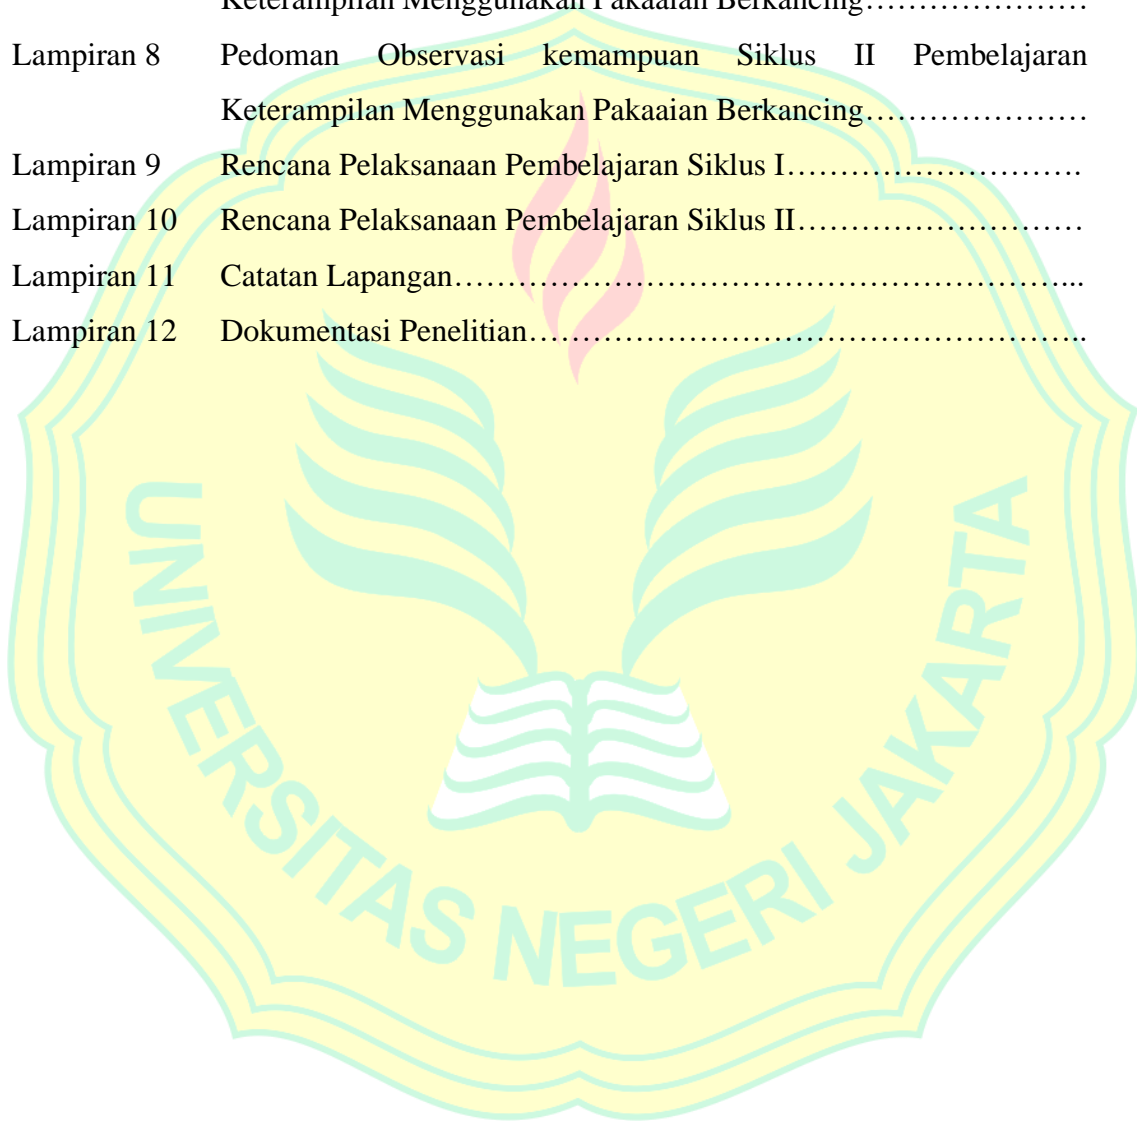 Keterampilan Menggunakan Pakaaian Berkancing…………………
Lampiran 8 Pedoman Observasi kemampuan Siklus II Pembelajaran
Keterampilan Menggunakan Pakaaian Berkancing…………………
Lampiran 9 Rencana Pelaksanaan Pembelajaran Siklus I……………………….
Lampiran 10 Rencana Pelaksanaan Pembelajaran Siklus II………………………
Lampiran 11 Catatan Lapangan…………………………………………………...
Lampiran 12 Dokumentasi Penelitian……………………………………………..
UNIVERSITAS NEGERI JAKARTA